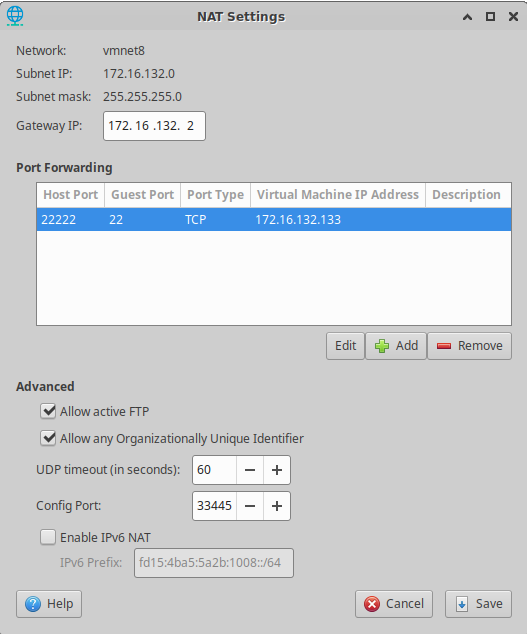 NAT Settings
Network: vmnet8
Subnet IP: 172.16.132.0
Subnet mask: 255.255.255.0
Gateway IP: 172. 16 .132. 2
Port Forwarding
Host Port Guest Port Port Type Virtual Machine IP Address Description
22222 22 TCP 172.16.132.133
Edit Add Remove
Advanced
Allow active FTP
Allow any Organizationally Unique Identifier
UDP timeout (in seconds): 60
Config Port: 33445
Enable IPv6 NAT
IPv6 Prefix: fd15:4ba5:5a2b:1008::/64
Help Cancel Save